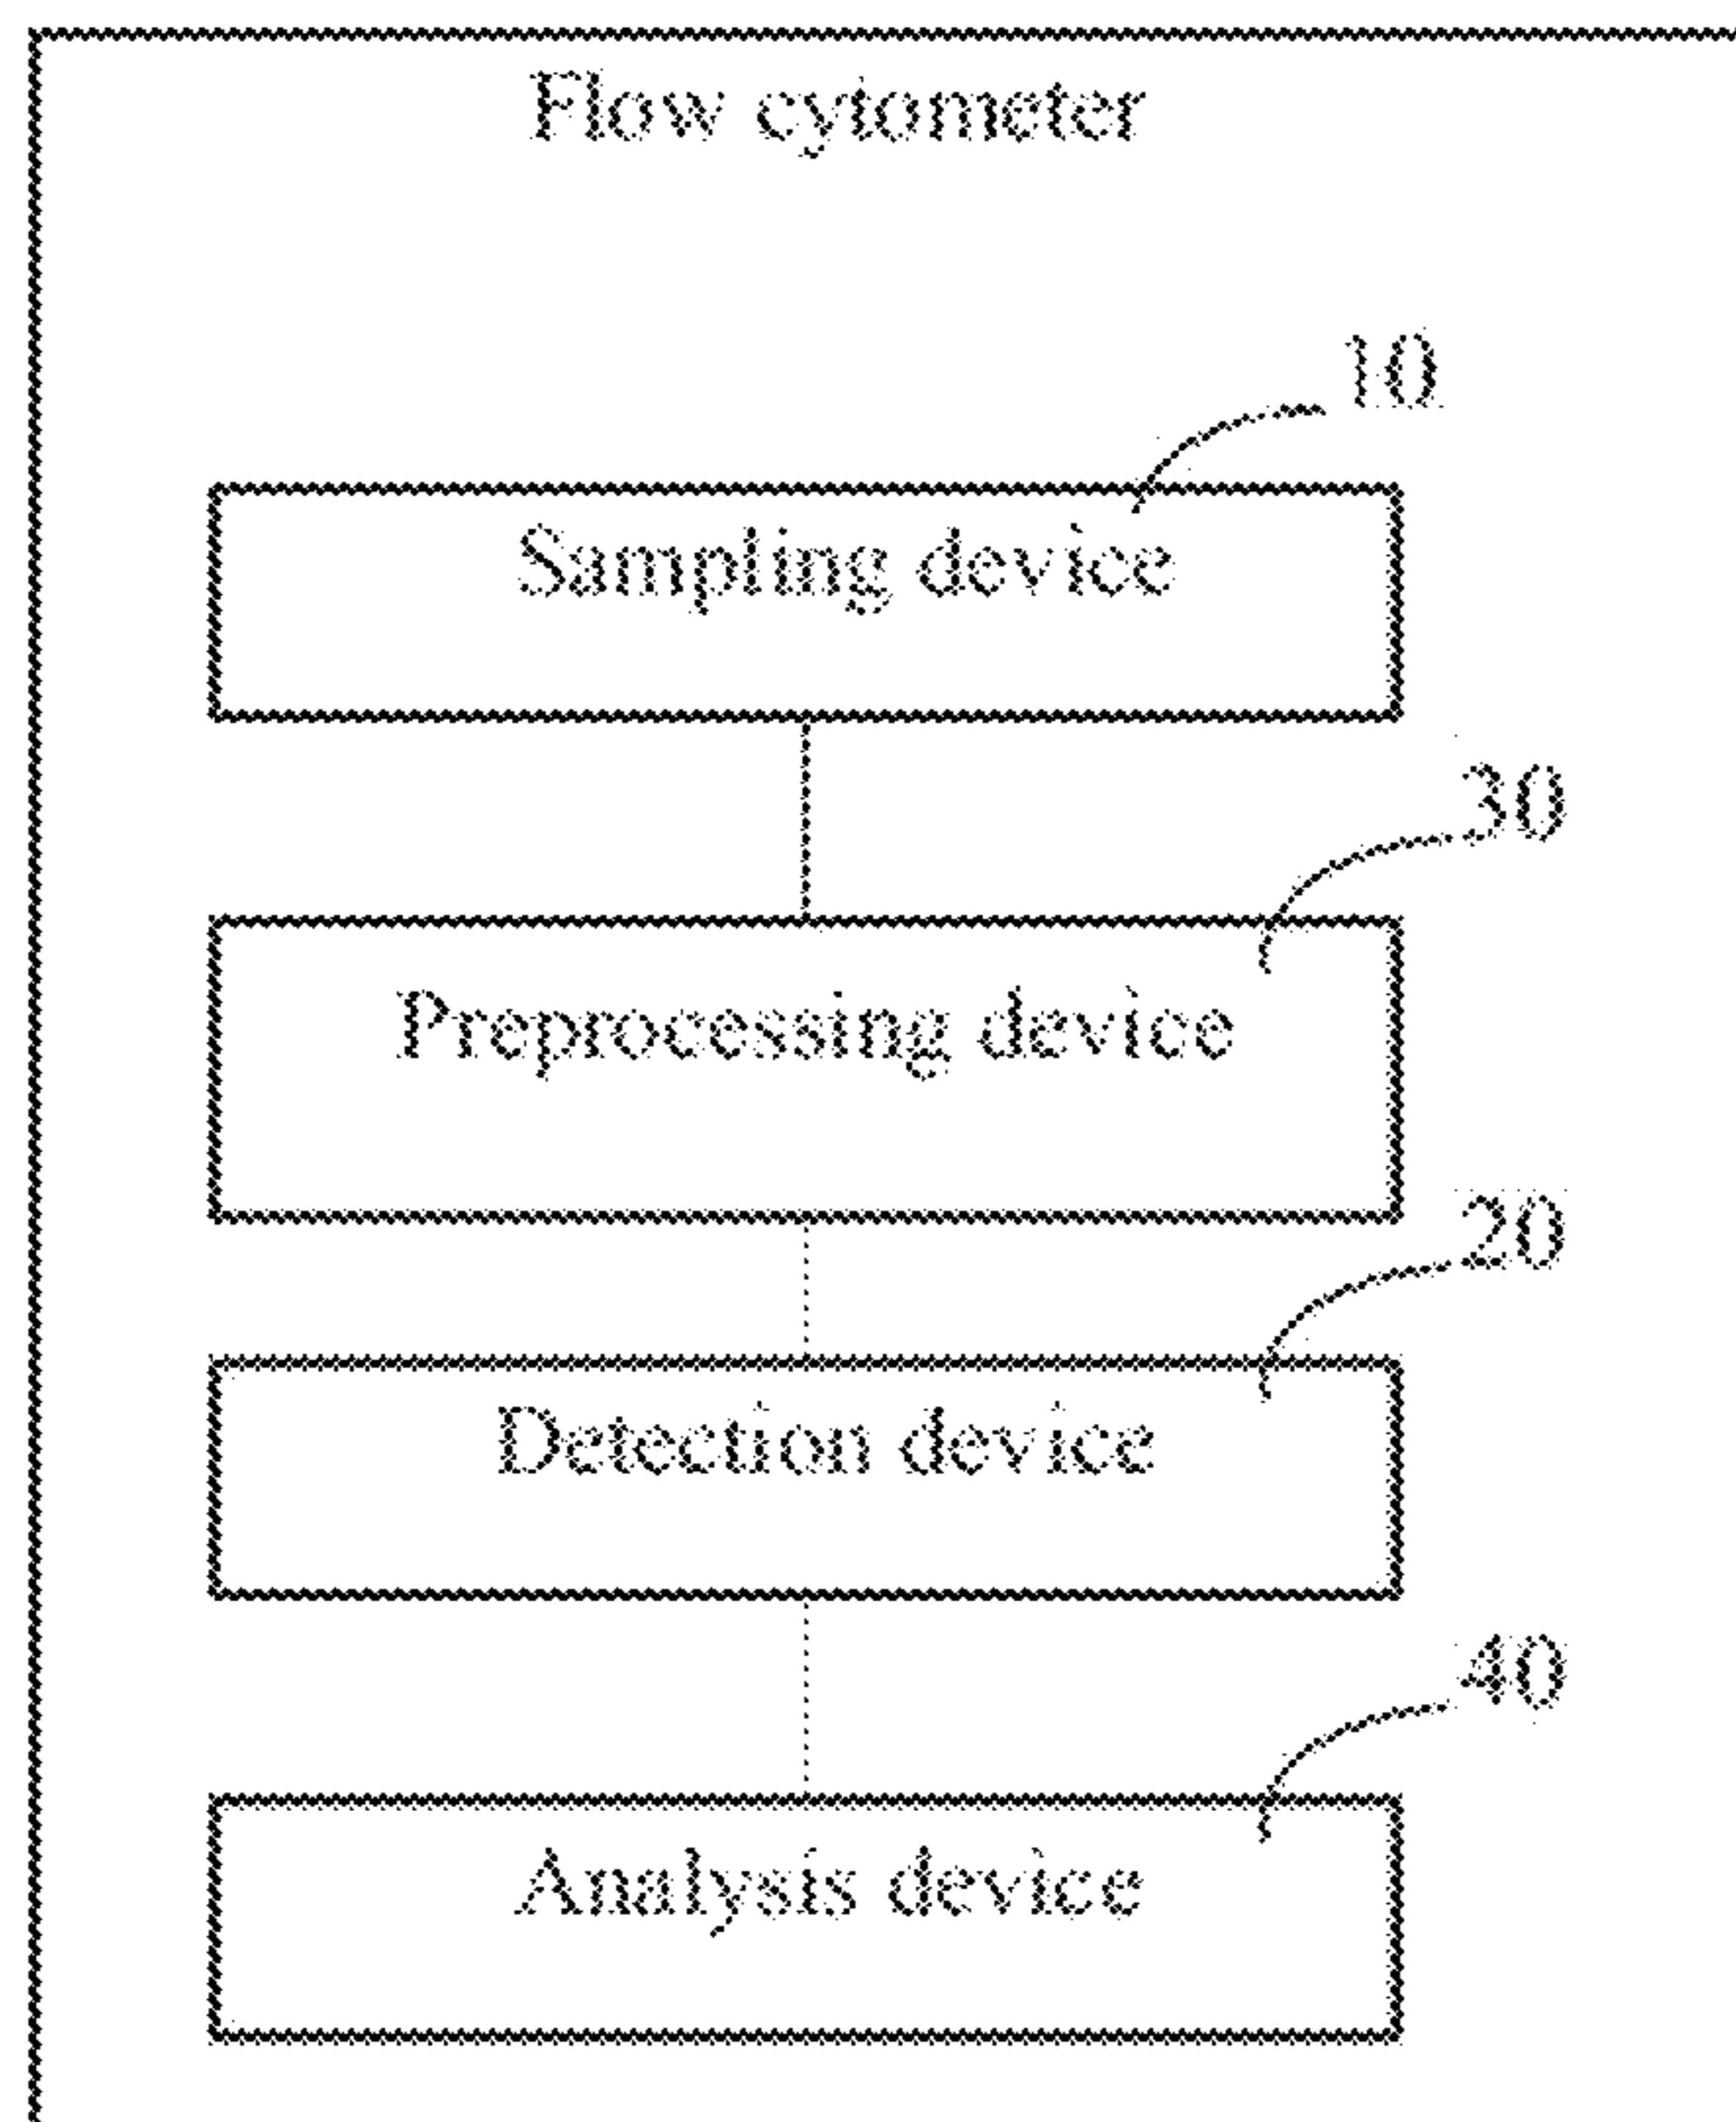 Flow cytometer
10
Sampling device
30
Preprocessing device
20
Detection device
40
Analysis device